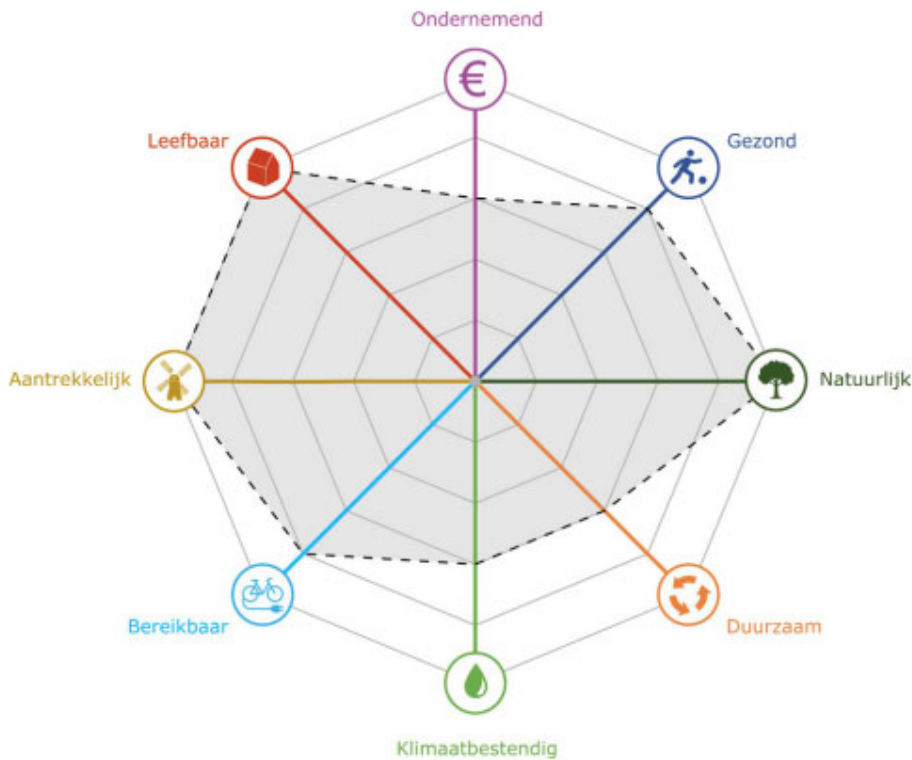 Ondernemend
€
Leefbaar
Gezond
Aantrekkelijk
Natuurlijk
Bereikbaar
Duurzaam
Klimaatbestendig